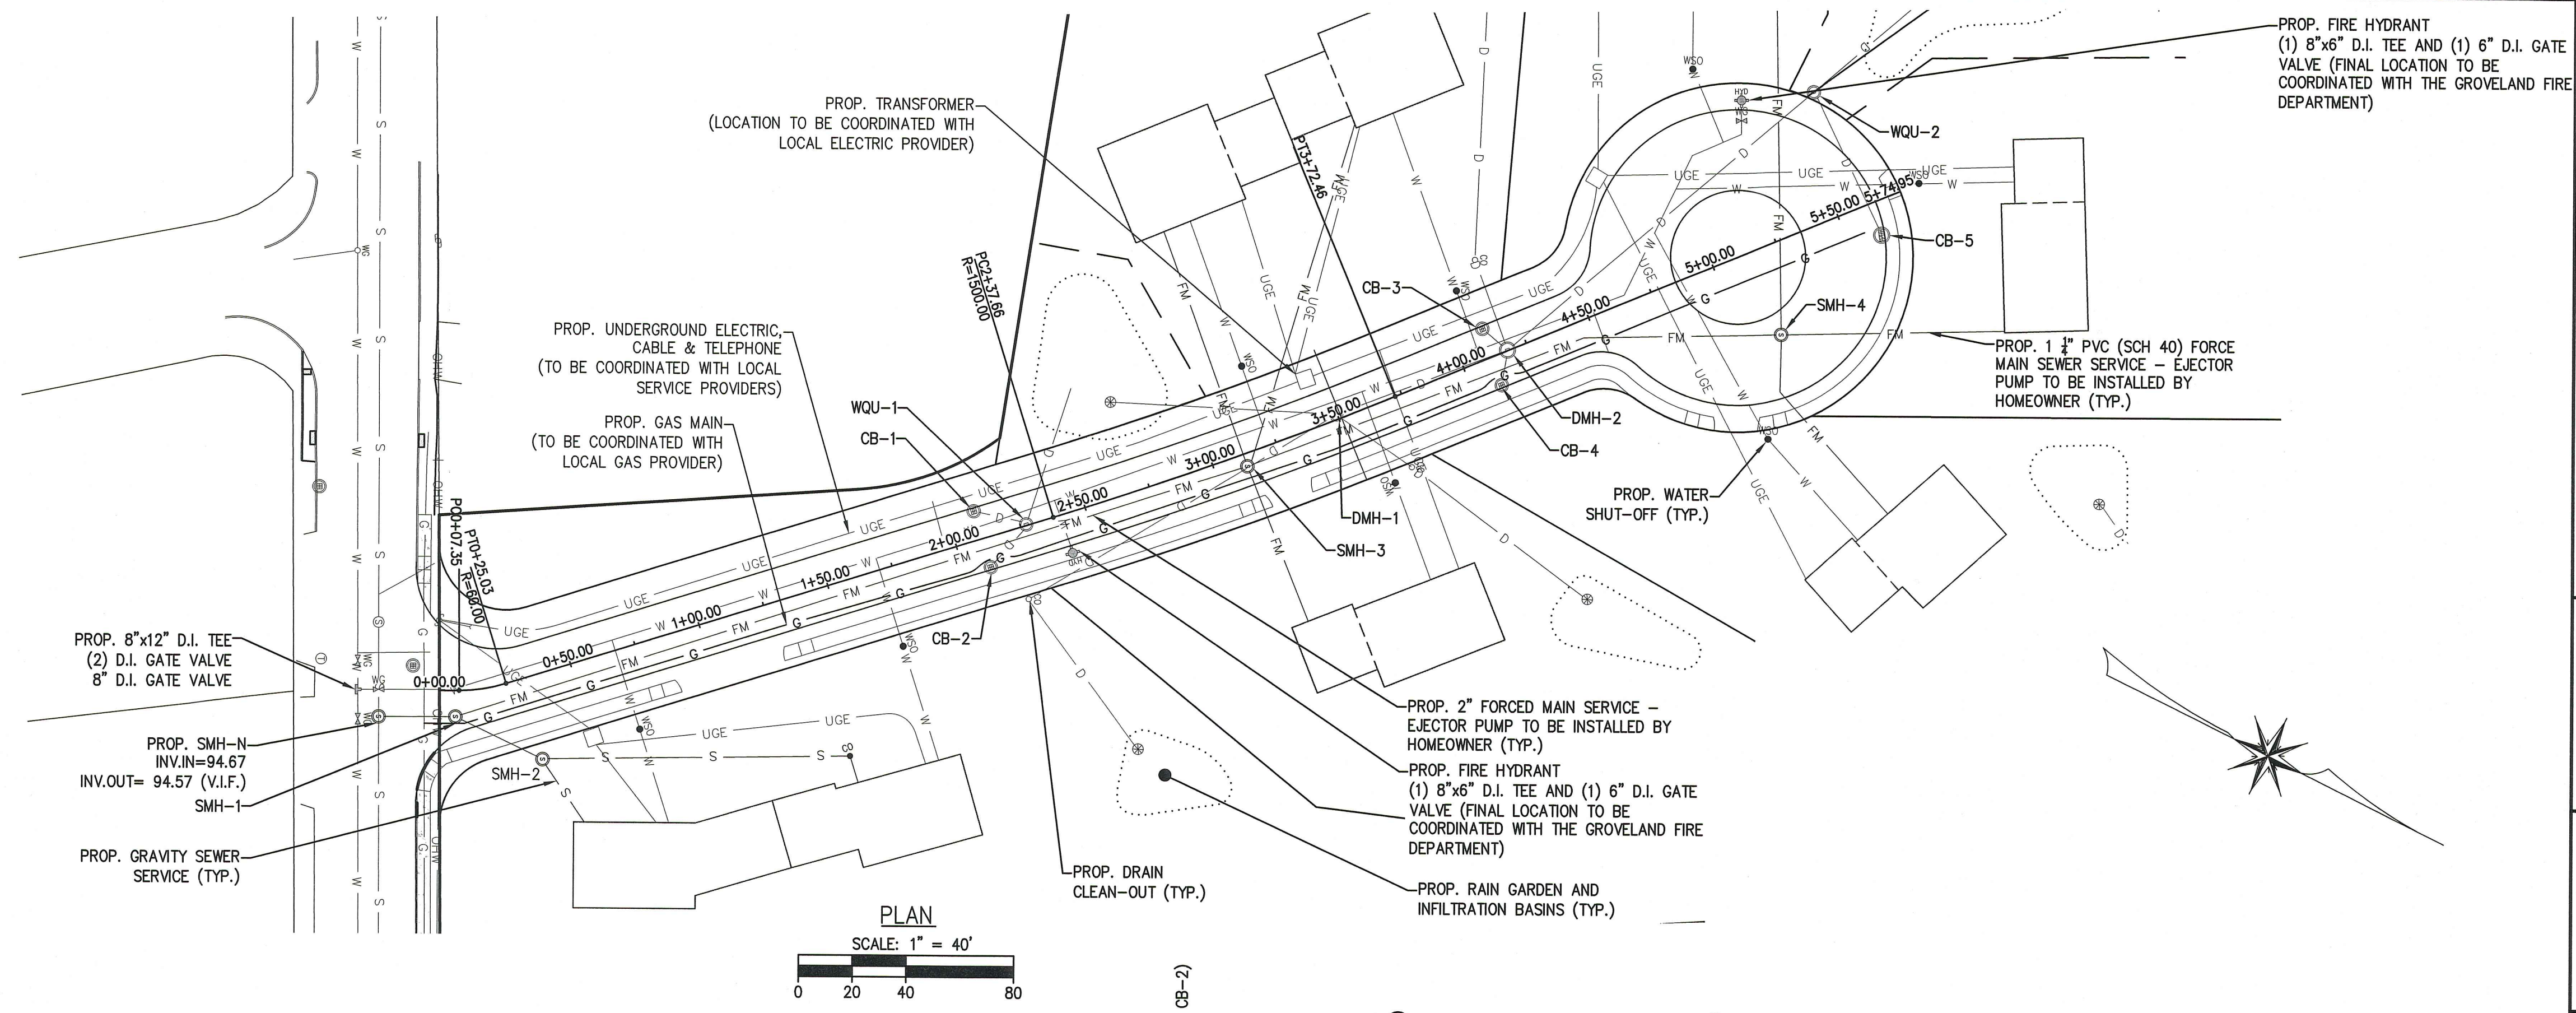 PROP. FIRE HYDRANT
(1) 8"x6" D.I. TEE AND (1) 6" D.I. GATE
VALVE (FINAL LOCATION TO BE
COORDINATED WITH THE GROVELAND FIRE
DEPARTMENT)
PROP. TRANSFORMER
(LOCATION TO BE COORDINATED WITH
LOCAL ELECTRIC PROVIDER)
WQU-2
PT3+72.46
5+74.95
5+50.00
CB-5
5+00.00
PC2+37.66
R=1500.00
CB-3
4+50.00
SMH-4
PROP. UNDERGROUND ELECTRIC,
CABLE & TELEPHONE
(TO BE COORDINATED WITH LOCAL
SERVICE PROVIDERS)
PROP. 1 ¼" PVC (SCH 40) FORCE
MAIN SEWER SERVICE – EJECTOR
PUMP TO BE INSTALLED BY
HOMEOWNER (TYP.)
4+00.00
WQU-1
CB-1
3+50.00
DMH-2
PROP. GAS MAIN
(TO BE COORDINATED WITH
LOCAL GAS PROVIDER)
CB-4
3+00.00
2+50.00
PROP. WATER
SHUT-OFF (TYP.)
DMH-1
SMH-3
PC0+07.35
PT0+25.03
R=60.00
2+00.00
1+50.00
1+00.00
0+50.00
0+00.00
CB-2
PROP. 8"x12" D.I. TEE
(2) D.I. GATE VALVE
8" D.I. GATE VALVE
PROP. SMH-N
INV.IN=94.67
INV.OUT= 94.57 (V.I.F.)
SMH-1
SMH-2
PROP. GRAVITY SEWER
SERVICE (TYP.)
PROP. 2" FORCED MAIN SERVICE –
EJECTOR PUMP TO BE INSTALLED BY
HOMEOWNER (TYP.)
PROP. FIRE HYDRANT
(1) 8"x6" D.I. TEE AND (1) 6" D.I. GATE
VALVE (FINAL LOCATION TO BE
COORDINATED WITH THE GROVELAND FIRE
DEPARTMENT)
PROP. DRAIN
CLEAN-OUT (TYP.)
PROP. RAIN GARDEN AND
INFILTRATION BASINS (TYP.)
PLAN
SCALE: 1" = 40'
0 20 40 80
CB-2)